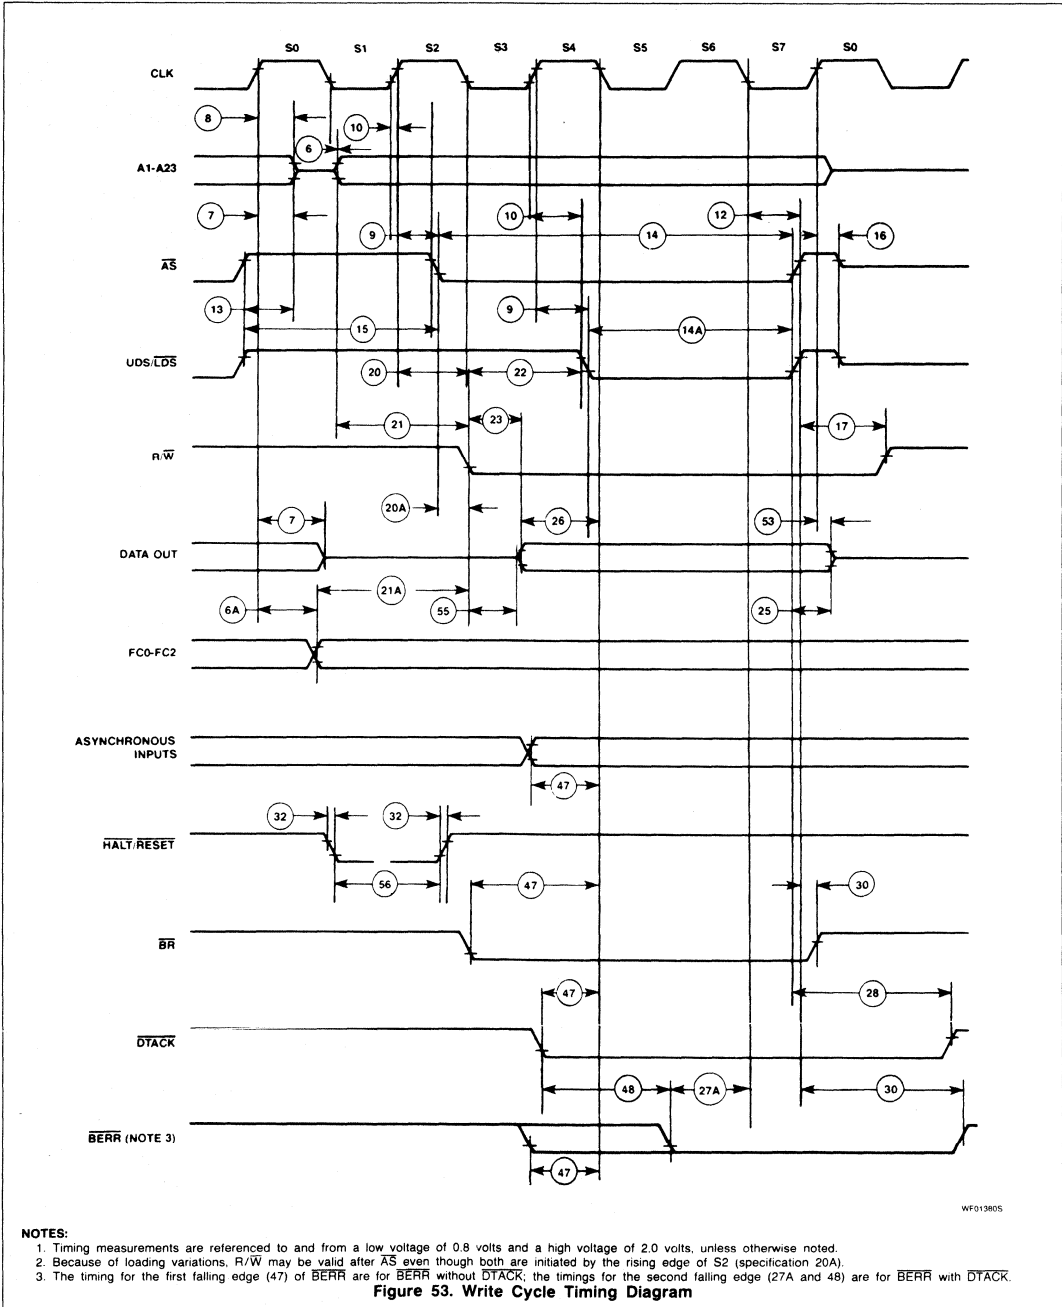 S0 S1 S2 S3 S4 S5 S6 S7 S0
CLK
8
10
6
A1-A23
7
9
10
12
14
16
AS
13
15
9
14A
UDS/LDS
20
22
21
23
17
R/W
20A
7
26
53
DATA OUT
21A
6A
55
25
FC0-FC2
ASYNCHRONOUS
INPUTS
47
32
32
HALT/RESET
56
47
30
BR
47
28
DTACK
48
27A
30
BERR (NOTE 3)
47
WF01380S
NOTES:
1. Timing measurements are referenced to and from a low voltage of 0.8 volts and a high voltage of 2.0 volts, unless otherwise noted.
2. Because of loading variations, R/W may be valid after AS even though both are initiated by the rising edge of S2 (specification 20A).
3. The timing for the first falling edge (47) of BERR are for BERR without DTACK; the timings for the second falling edge (27A and 48) are for BERR with DTACK.
Figure 53. Write Cycle Timing Diagram